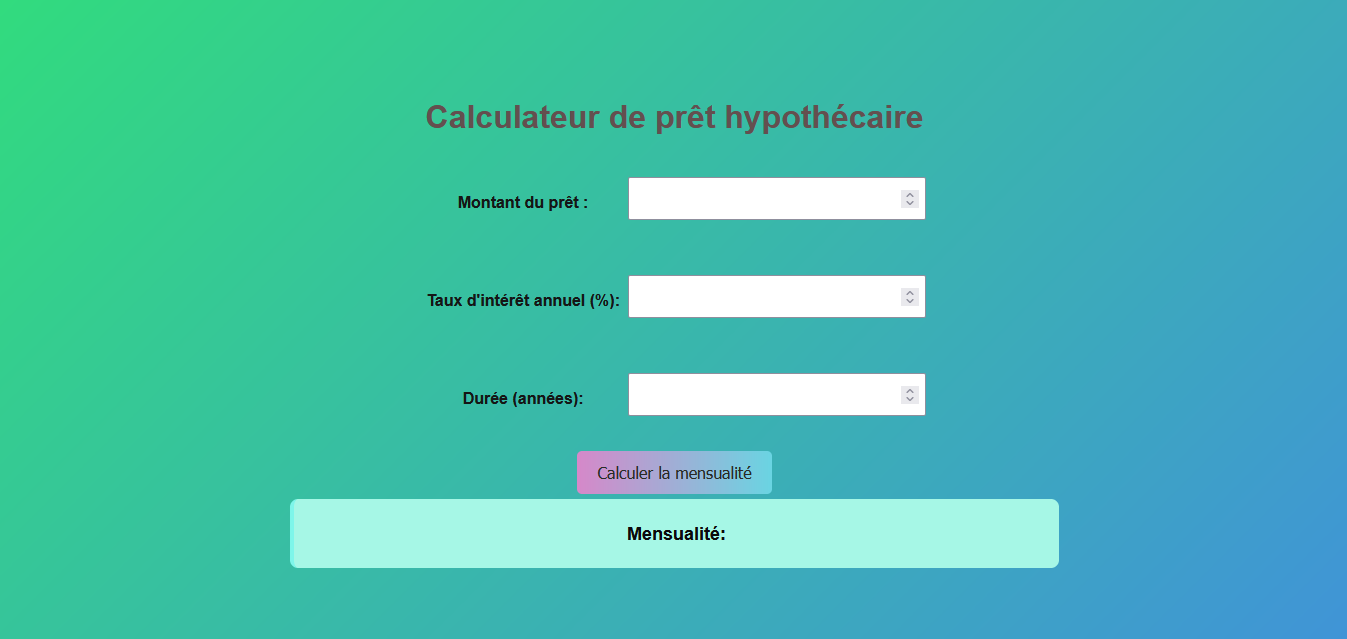 Calculateur de prêt hypothécaire
Montant du prêt :
Taux d'intérêt annuel (%):
Durée (années):
Calculer la mensualité
Mensualité: